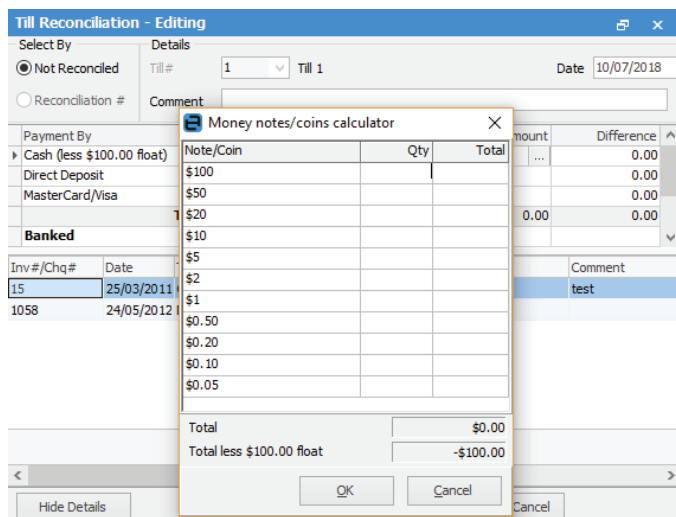 Till Reconciliation - Editing
Select By Details
Not Reconciled Till# 1 Till 1 Date 10/07/2018
Reconciliation # Comment
Money notes/coins calculator
Payment By Difference
Cash (less $100.00 float) ... 0.00
Direct Deposit 0.00
MasterCard/Visa 0.00
0.00 0.00
Banked
Note/Coin Qty Total
$100
$50
$20
$10
$5
$2
$1
$0.50
$0.20
$0.10
$0.05
Total $0.00
Total less $100.00 float -$100.00
OK Cancel
Inv#/Chq# Date Comment
15 25/03/2011 test
1058 24/05/2012
Hide Details Cancel